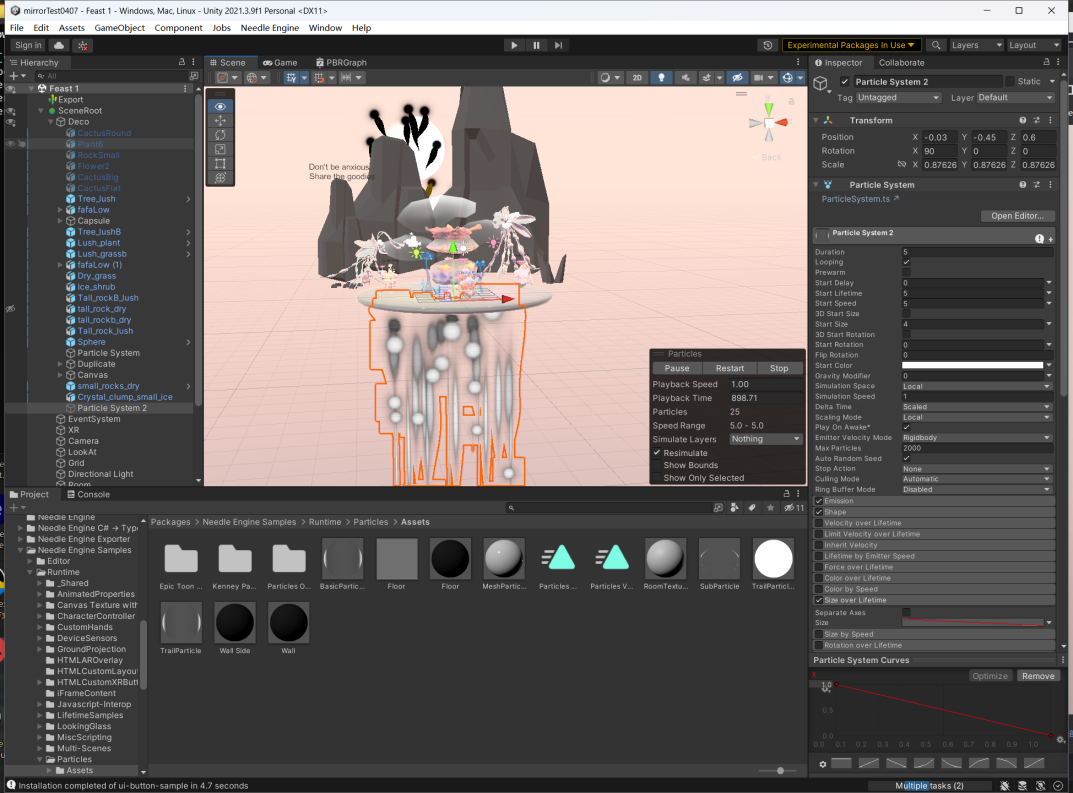 mirrorTest0407 - Feast 1 - Windows, Mac, Linux - Unity 2021.3.9f1 Personal <DX11>
File Edit Assets GameObject Component Jobs Needle Engine Window Help
Sign in
Experimental Packages In Use
Layers
Layout
Hierarchy
All
Feast 1
Export
SceneRoot
Deco
CactusRound
Plant6
RockSmall
Flower2
CactusBig
CactusFlat
Tree_lush
fafaLow
Capsule
Tree_lushB
Lush_plant
Lush_grassb
fafaLow (1)
Dry_grass
Ice_shrub
Tall_rockB_lush
tall_rock_dry
tall_rockb_dry
Tall_rock_lush
Sphere
Particle System
Duplicate
Canvas
small_rocks_dry
Crystal_clump_small_ice
Particle System 2
EventSystem
XR
Camera
LookAt
Grid
Directional Light
Room
Scene
Game
PBRGraph
2D
Back
Don't be anxious
Share the goodies
Particles
Pause Restart Stop
Playback Speed 1.00
Playback Time 898.71
Particles 25
Speed Range 5.0 - 5.0
Simulate Layers Nothing
Resimulate
Show Bounds
Show Only Selected
Inspector
Collaborate
Particle System 2
Static
Tag Untagged
Layer Default
Transform
Position X -0.03 Y -0.45 Z 0.6
Rotation X 90 Y 0 Z 0
Scale X 0.87626 Y 0.87626 Z 0.87626
Particle System
ParticleSystem.ts
Open Editor...
Particle System 2
Duration 5
Looping
Prewarm
Start Delay 0
Start Lifetime 5
Start Speed 5
3D Start Size
Start Size 4
3D Start Rotation
Start Rotation 0
Flip Rotation 0
Start Color
Gravity Modifier 0
Simulation Space Local
Simulation Speed 1
Delta Time Scaled
Scaling Mode Local
Play On Awake*
Emitter Velocity Mode Rigidbody
Max Particles 2000
Auto Random Seed
Stop Action None
Culling Mode Automatic
Ring Buffer Mode Disabled
Emission
Shape
Velocity over Lifetime
Limit Velocity over Lifetime
Inherit Velocity
Lifetime by Emitter Speed
Force over Lifetime
Color over Lifetime
Color by Speed
Size over Lifetime
Separate Axes
Size
Size by Speed
Rotation over Lifetime
Particle System Curves
Optimize Remove
X
1.0
0.5
0.0
0.0 0.1 0.2 0.3 0.4 0.5 0.6 0.7 0.8 0.9 1.0
Project
Console
11
Needle Engine
Needle Engine C# → Type
Needle Engine Exporter
Needle Engine Samples
Editor
Runtime
_Shared
AnimatedProperties
Canvas Texture with
CharacterController
CustomHands
DeviceSensors
GroundProjection
HTMLAROverlay
HTMLCustomLayou
HTMLCustomXRButt
iFrameContent
Javascript-Interop
LifetimeSamples
LookingGlass
MiscScripting
Multi-Scenes
Particles
Assets
Packages > Needle Engine Samples > Runtime > Particles > Assets
Epic Toon ...
Kenney Pa...
Particles O...
BasicPartic...
Floor
Floor
MeshPartic...
Particles ...
Particles V...
RoomTextu...
SubParticle
TrailPartic...
TrailParticle
Wall Side
Wall
Installation completed of ui-button-sample in 4.7 seconds
Multiple tasks (2)